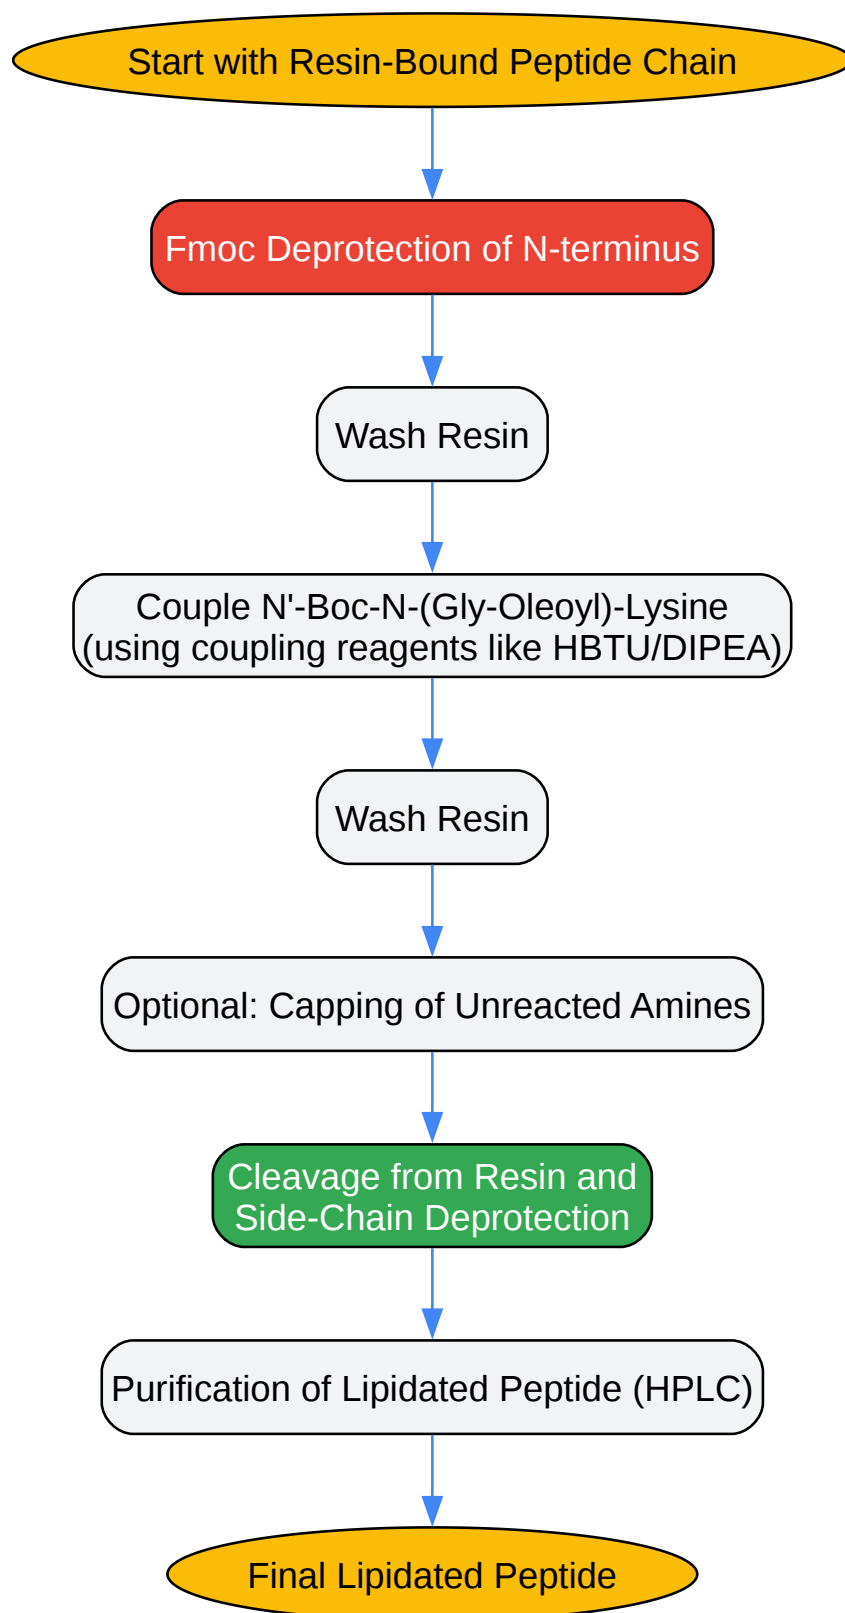 Start with Resin-Bound Peptide Chain
Fmoc Deprotection of N-terminus
Wash Resin
Couple N'-Boc-N-(Gly-Oleoyl)-Lysine
(using coupling reagents like HBTU/DIPEA)
Wash Resin
Optional: Capping of Unreacted Amines
Cleavage from Resin and
Side-Chain Deprotection
Purification of Lipidated Peptide (HPLC)
Final Lipidated Peptide